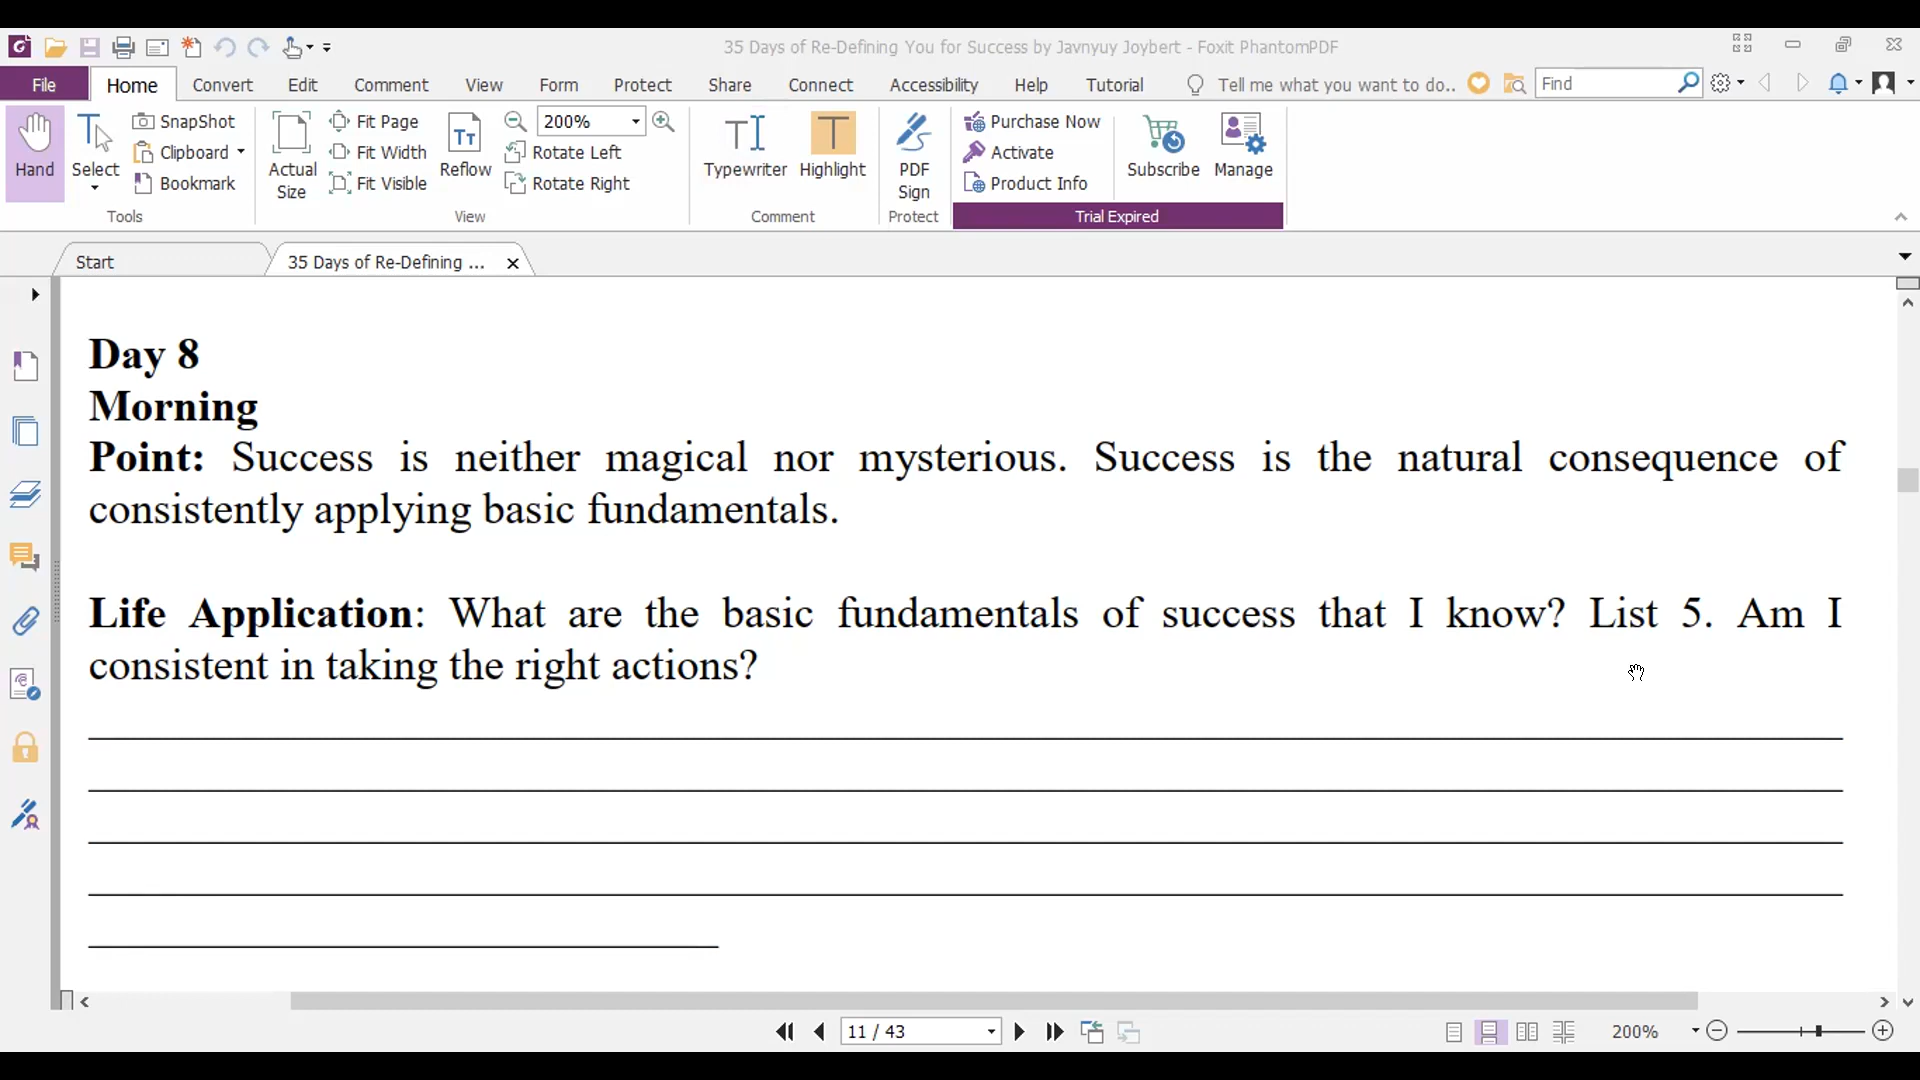 35 Days of Re-Defining You for Success by Javnyuy Joybert - Foxit PhantomPDF
File Home Convert Edit Comment View Form Protect Share Connect Accessibility Help Tutorial Tell me what you want to do.. Find
Hand
Select
SnapShot
Clipboard
Bookmark
Tools
Actual
Size
Fit Page
Fit Width
Fit Visible
Reflow
200%
Rotate Left
Rotate Right
View
Typewriter
Highlight
Comment
PDF
Sign
Protect
Purchase Now
Activate
Product Info
Subscribe
Manage
Trial Expired
Start
35 Days of Re-Defining ...
Day 8
Morning
Point: Success is neither magical nor mysterious. Success is the natural consequence of
consistently applying basic fundamentals.
Life Application: What are the basic fundamentals of success that I know? List 5. Am I
consistent in taking the right actions?
11 / 43
200%